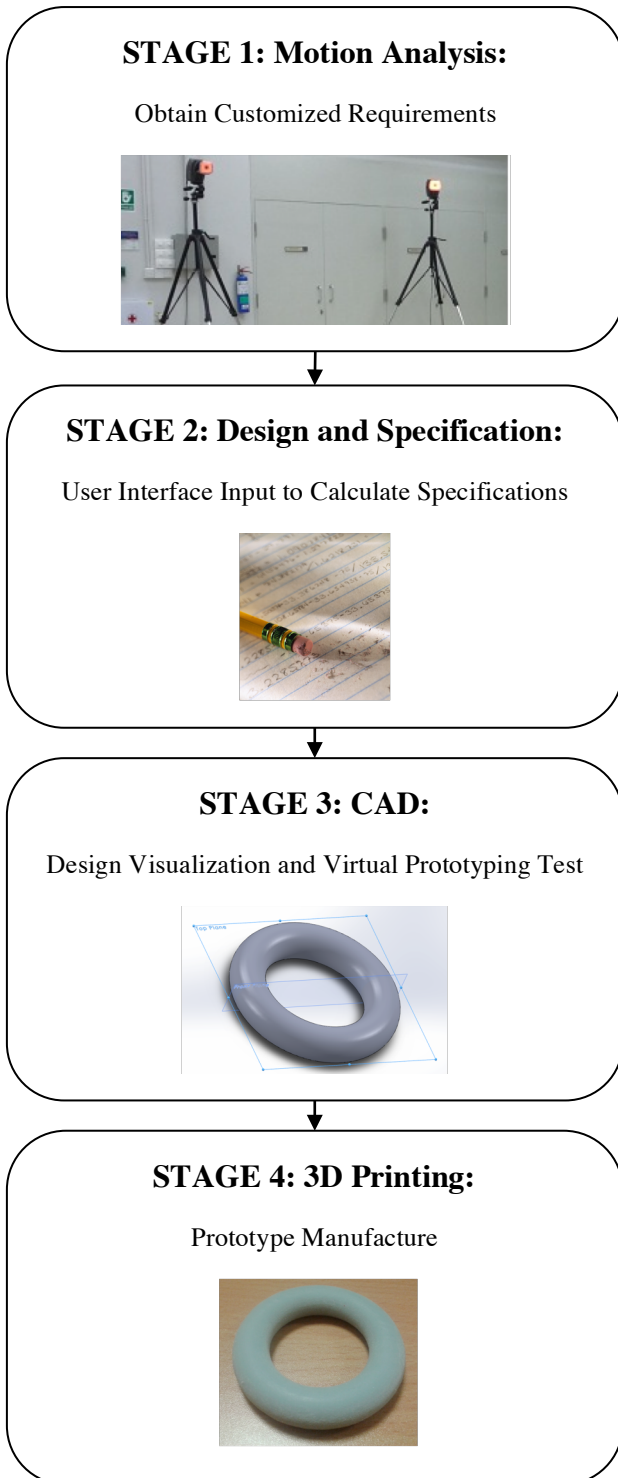 STAGE 1: Motion Analysis:
Obtain Customized Requirements
STAGE 2: Design and Specification:
User Interface Input to Calculate Specifications
STAGE 3: CAD:
Design Visualization and Virtual Prototyping Test
Top Plane
STAGE 4: 3D Printing:
Prototype Manufacture